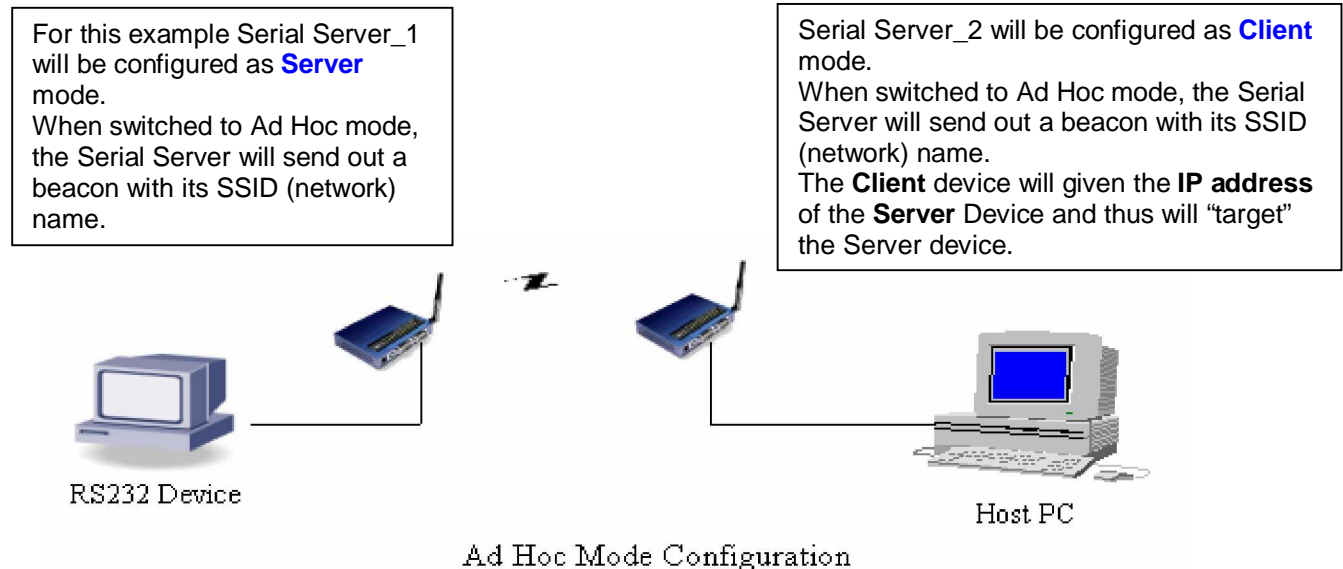 For this example Serial Server_1
will be configured as Server
mode.
When switched to Ad Hoc mode,
the Serial Server will send out a
beacon with its SSID (network)
name.
Serial Server_2 will be configured as Client
mode.
When switched to Ad Hoc mode, the Serial
Server will send out a beacon with its SSID
(network) name.
The Client device will given the IP address
of the Server Device and thus will “target”
the Server device.
RS232 Device
Host PC
Ad Hoc Mode Configuration